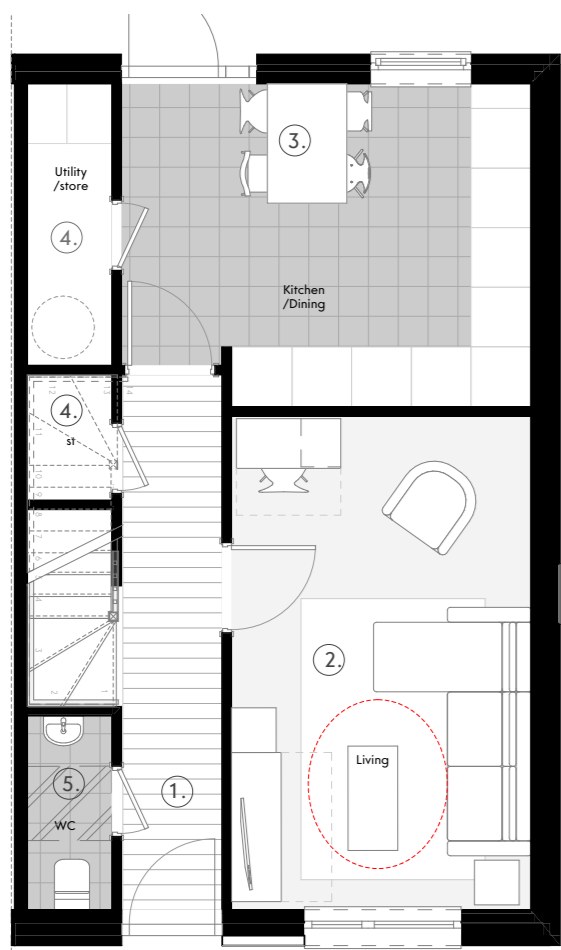 3.
Utility
/store
4.
Kitchen
/Dining
4.
st
2.
Living
5.
1.
WC